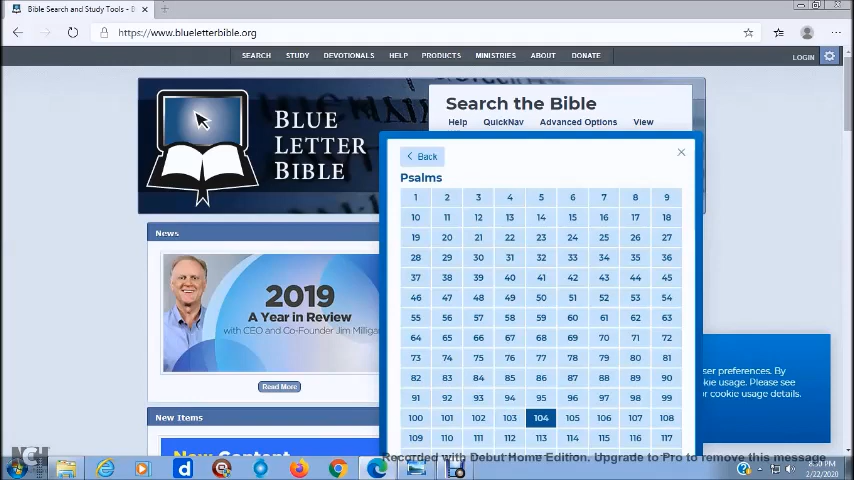 Bible Search and Study Tools - B
https://www.blueletterbible.org
SEARCH STUDY DEVOTIONALS HELP PRODUCTS MINISTRIES ABOUT DONATE
LOGIN
BLUE
LETTER
BIBLE
Search the Bible
Help QuickNav Advanced Options View
Back
Psalms
1 2 3 4 5 6 7 8 9
10 11 12 13 14 15 16 17 18
19 20 21 22 23 24 25 26 27
28 29 30 31 32 33 34 35 36
37 38 39 40 41 42 43 44 45
46 47 48 49 50 51 52 53 54
55 56 57 58 59 60 61 62 63
64 65 66 67 68 69 70 71 72
73 74 75 76 77 78 79 80 81
82 83 84 85 86 87 88 89 90
91 92 93 94 95 96 97 98 99
100 101 102 103 104 105 106 107 108
109 110 111 112 113 114 115 116 117
News
2019
A Year in Review
with CEO and Co-Founder Jim Milligan
Read More
New Items
ser preferences. By
kie usage. Please see
or cookie usage details.
Recorded with Debut Home Edition. Upgrade to Pro to remove this message
2/22/2020